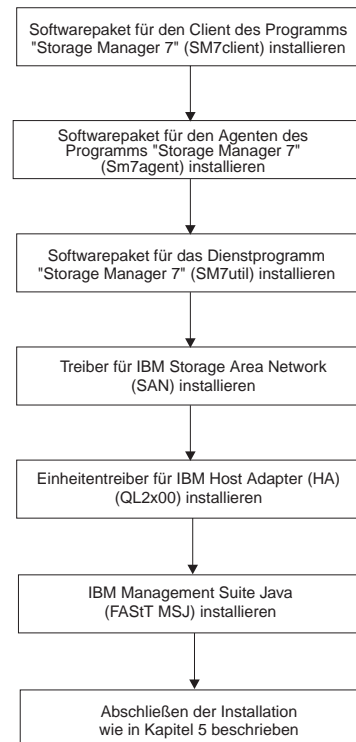 Softwarepaket für den Client des Programms
"Storage Manager 7" (SM7client) installieren
Softwarepaket für den Agenten des
Programms "Storage Manager 7"
(Sm7agent) installieren
Softwarepaket für das Dienstprogramm
"Storage Manager 7" (SM7util) installieren
Treiber für IBM Storage Area Network
(SAN) installieren
Einheitentreiber für IBM Host Adapter (HA)
(QL2x00) installieren
IBM Management Suite Java
(FAStT MSJ) installieren
Abschließen der Installation
wie in Kapitel 5 beschrieben